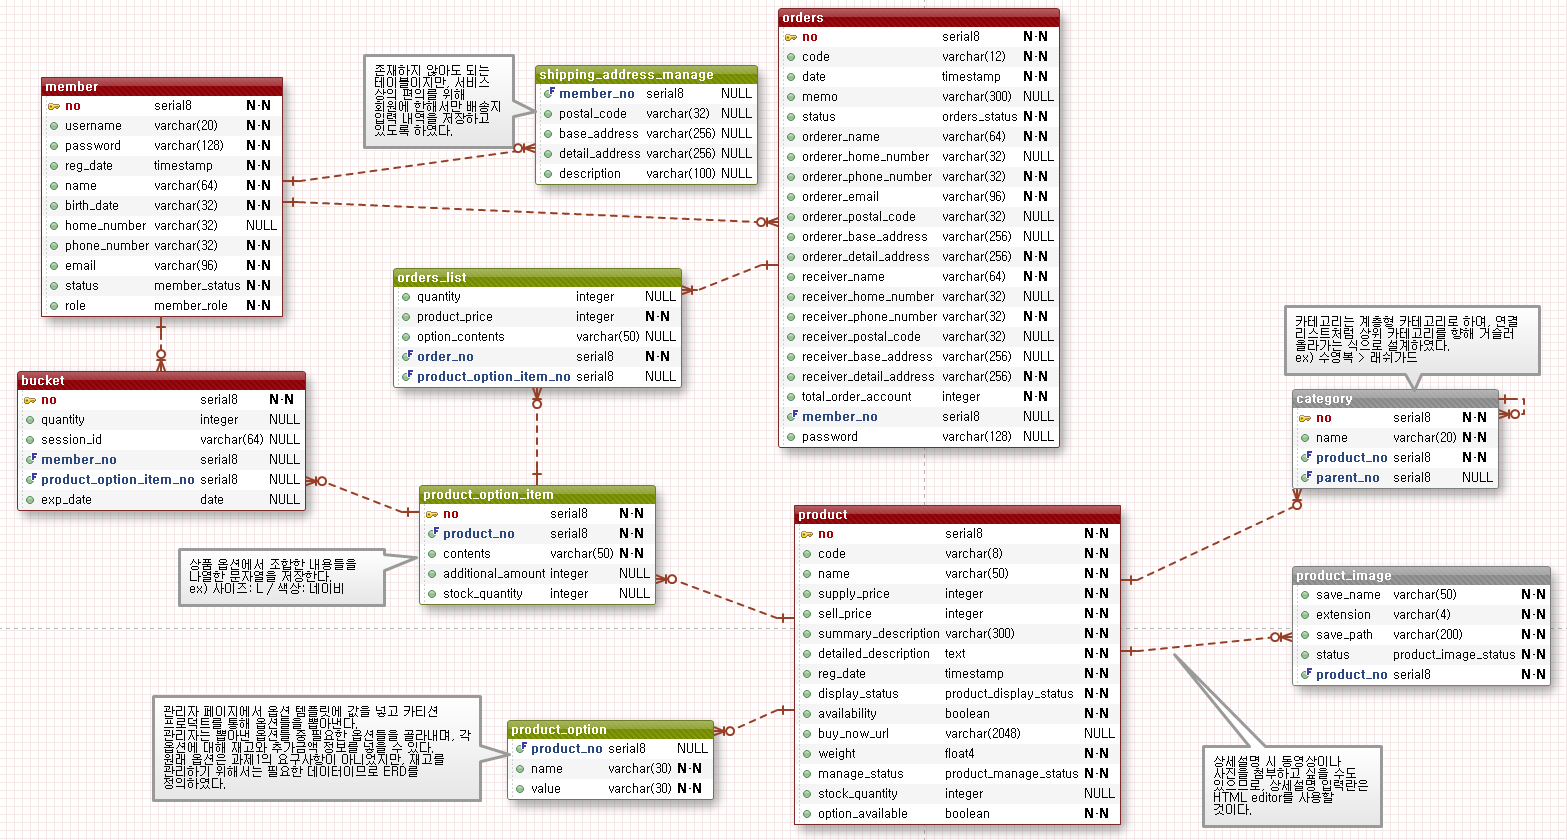 orders
no serial8 N-N
code varchar(12) N-N
date timestamp N-N
memo varchar(300) NULL
status orders_status N-N
orderer_name varchar(64) N-N
orderer_home_number varchar(32) NULL
orderer_phone_number varchar(32) N-N
orderer_email varchar(96) N-N
orderer_postal_code varchar(32) NULL
orderer_base_address varchar(256) NULL
orderer_detail_address varchar(256) N-N
receiver_name varchar(64) N-N
receiver_home_number varchar(32) NULL
receiver_phone_number varchar(32) N-N
receiver_postal_code varchar(32) NULL
receiver_base_address varchar(256) NULL
receiver_detail_address varchar(256) N-N
total_order_account integer N-N
member_no serial8 NULL
password varchar(128) NULL
존재하지 않아도 되는
테이블이지만, 서비스
상의 편의를 위해
회원에 한해서만 배송지
입력 내역을 저장하고
있도록 하였다.
shipping_address_manage
member_no serial8 NULL
postal_code varchar(32) NULL
base_address varchar(256) NULL
detail_address varchar(256) NULL
description varchar(100) NULL
member
no serial8 N-N
username varchar(20) N-N
password varchar(128) N-N
reg_date timestamp N-N
name varchar(64) N-N
birth_date varchar(32) N-N
home_number varchar(32) NULL
phone_number varchar(32) N-N
email varchar(96) N-N
status member_status N-N
role member_role N-N
orders_list
quantity integer NULL
product_price integer N-N
option_contents varchar(50) NULL
order_no serial8 N-N
product_option_item_no serial8 NULL
카테고리는 계층형 카테고리로 하며, 연결
리스트처럼 상위 카테고리를 향해 거슬러
올라가는 식으로 설계하였다.
ex) 수영복 > 래쉬가드
bucket
no serial8 N-N
quantity integer NULL
session_id varchar(64) NULL
member_no serial8 NULL
product_option_item_no serial8 NULL
exp_date date NULL
category
no serial8 N-N
name varchar(20) N-N
product_no serial8 N-N
parent_no serial8 NULL
product_option_item
no serial8 N-N
product_no serial8 N-N
contents varchar(50) N-N
additional_amount integer NULL
stock_quantity integer NULL
상품 옵션에서 조합한 내용들을
나열한 문자열을 저장한다.
ex) 사이즈: L / 색상: 네이비
product
no serial8 N-N
code varchar(8) N-N
name varchar(50) N-N
supply_price integer N-N
sell_price integer N-N
summary_description varchar(300) N-N
detailed_description text N-N
reg_date timestamp N-N
display_status product_display_status N-N
availability boolean N-N
buy_now_url varchar(2048) NULL
weight float4 N-N
manage_status product_manage_status N-N
stock_quantity integer NULL
option_available boolean N-N
product_image
save_name varchar(50) N-N
extension varchar(4) N-N
save_path varchar(200) N-N
status product_image_status N-N
product_no serial8 N-N
관리자 페이지에서 옵션 템플릿에 값을 넣고 카티션
프로덕트를 통해 옵션들을 뽑아낸다.
관리자는 뽑아낸 옵션들 중 필요한 옵션들을 골라내며, 각
옵션에 대해 재고와 추가금액 정보를 넣을 수 있다.
원래 옵션은 과제1의 요구사항이 아니었지만, 재고를
관리하기 위해서는 필요한 데이터이므로 ERD를
정의하였다.
product_option
product_no serial8 NULL
name varchar(30) N-N
value varchar(30) N-N
상세설명 시 동영상이나
사진을 첨부하고 싶을 수도
있으므로, 상세설명 입력란은
HTML editor를 사용할
것이다.